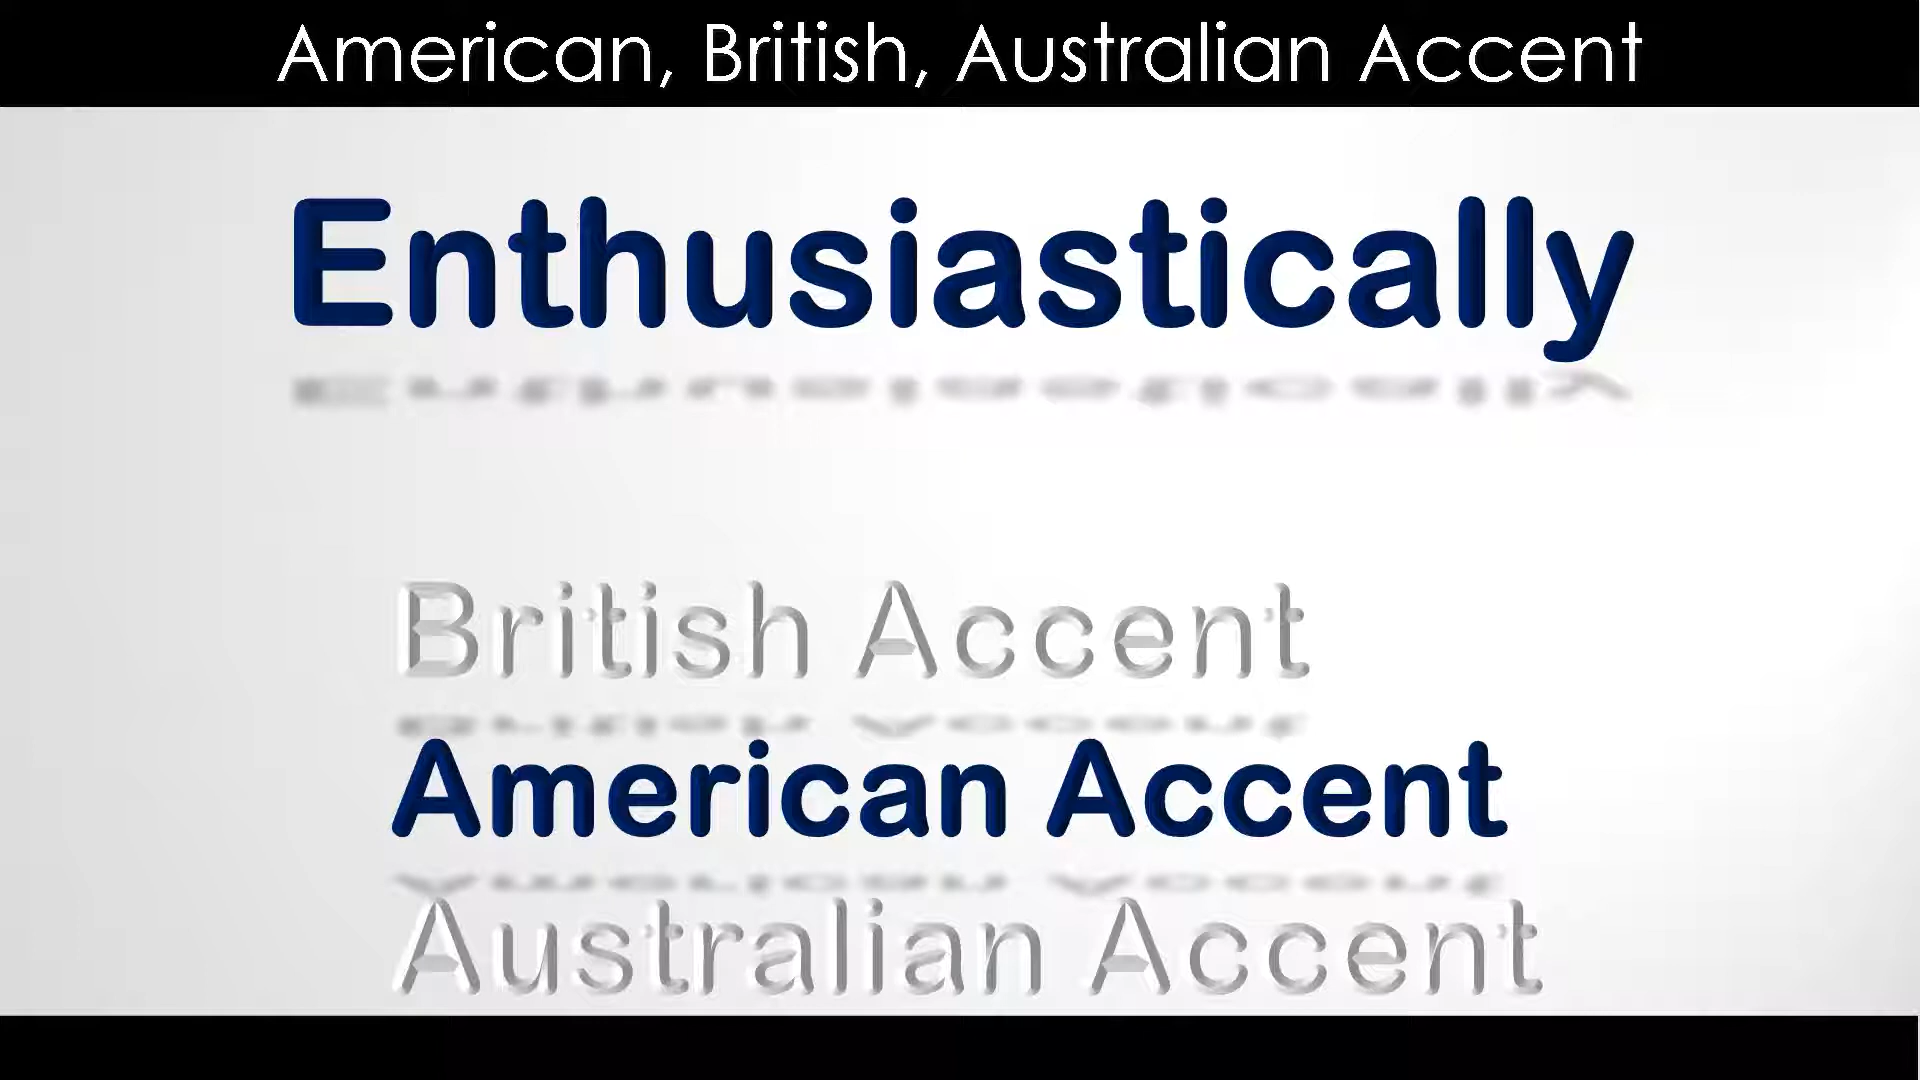 American, British, Australian Accent
Enthusiastically
British Accent
American Accent
Australian Accent